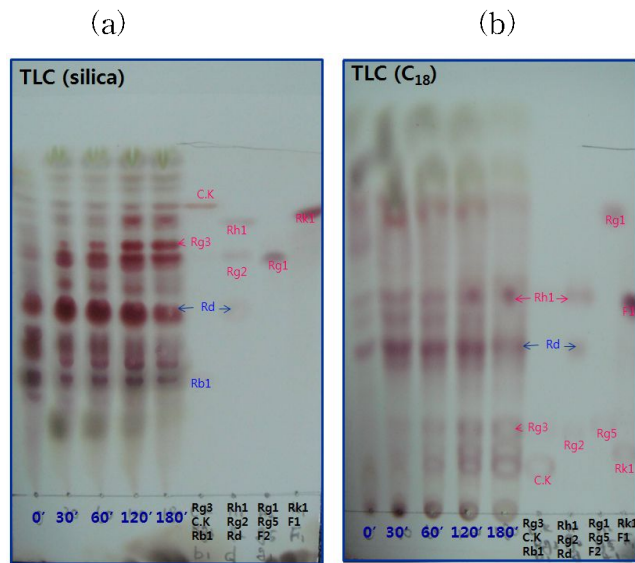 (a)
(b)
TLC (silica)
C.K
Rh1
Rk1
Rg3
Rg2
Rg1
Rd
Rb1
0′ 30′ 60′ 120′ 180′
Rg3 Rh1 Rg1 Rk1
C.K Rg2 Rg5 F1
Rb1 Rd F2
TLC (C18)
Rg1
Rh1
F1
Rd
Rg3
Rg2
Rg5
Rk1
C.K
0′ 30′ 60′ 120′ 180′
Rg3 Rh1 Rg1 Rk1
C.K Rg2 Rg5 F1
Rb1 Rd F2